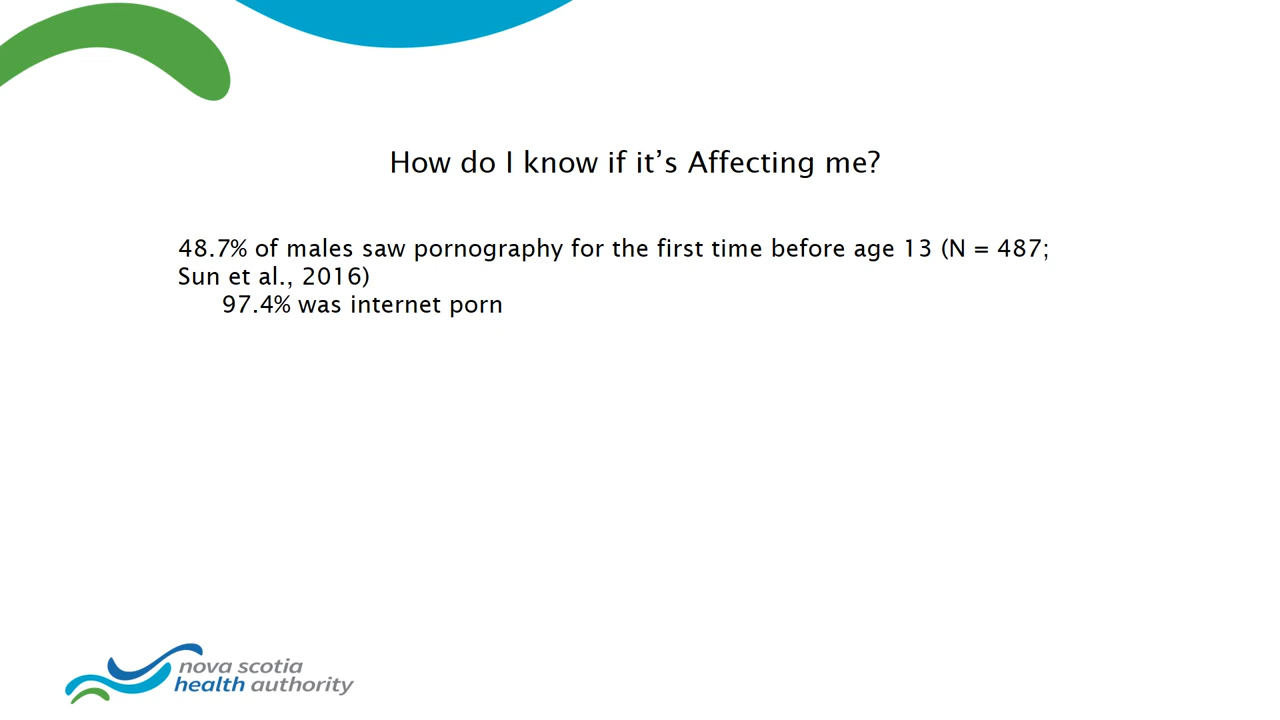 How do I know if it’s Affecting me?
48.7% of males saw pornography for the first time before age 13 (N = 487;
Sun et al., 2016)
97.4% was internet porn
nova scotia
health authority